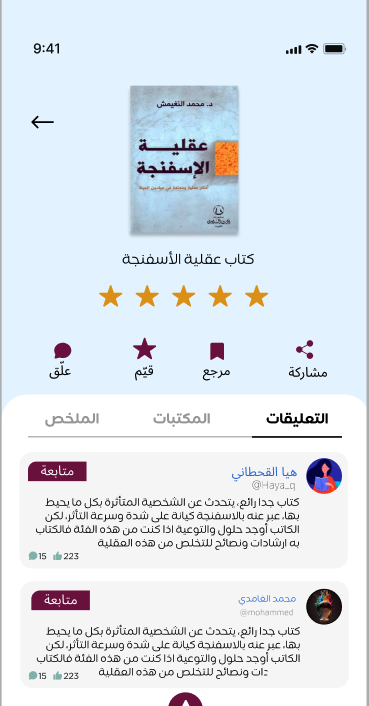 9:41
د. محمد النغيمش
عقلية
الإسفنجة
كتاب عقلية الأسفنجة
مشاركة
مرجع
قيّم
علّق
التعليقات
المكتبات
الملخص
هيا القحطاني
@Haya_q
متابعة
كتاب جدا رائع، يتحدث عن الشخصية المتأثرة بكل ما يحيط
بها، عبر عنه بالاسفنجة كيانة على شدة وسرعة التأثر، لكن
الكاتب أوجد حلول والتوعية اذا كنت من هذه الفئة فالكتاب
به ارشادات ونصائح للتخلص من هذه العقلية
223
15
محمد الغامدي
@mohammed
متابعة
كتاب جدا رائع، يتحدث عن الشخصية المتأثرة بكل ما يحيط
بها، عبر عنه بالاسفنجة كيانة على شدة وسرعة التأثر، لكن
الكاتب أوجد حلول والتوعية اذا كنت من هذه الفئة فالكتاب
ات ونصائح للتخلص من هذه العقلية
223
15